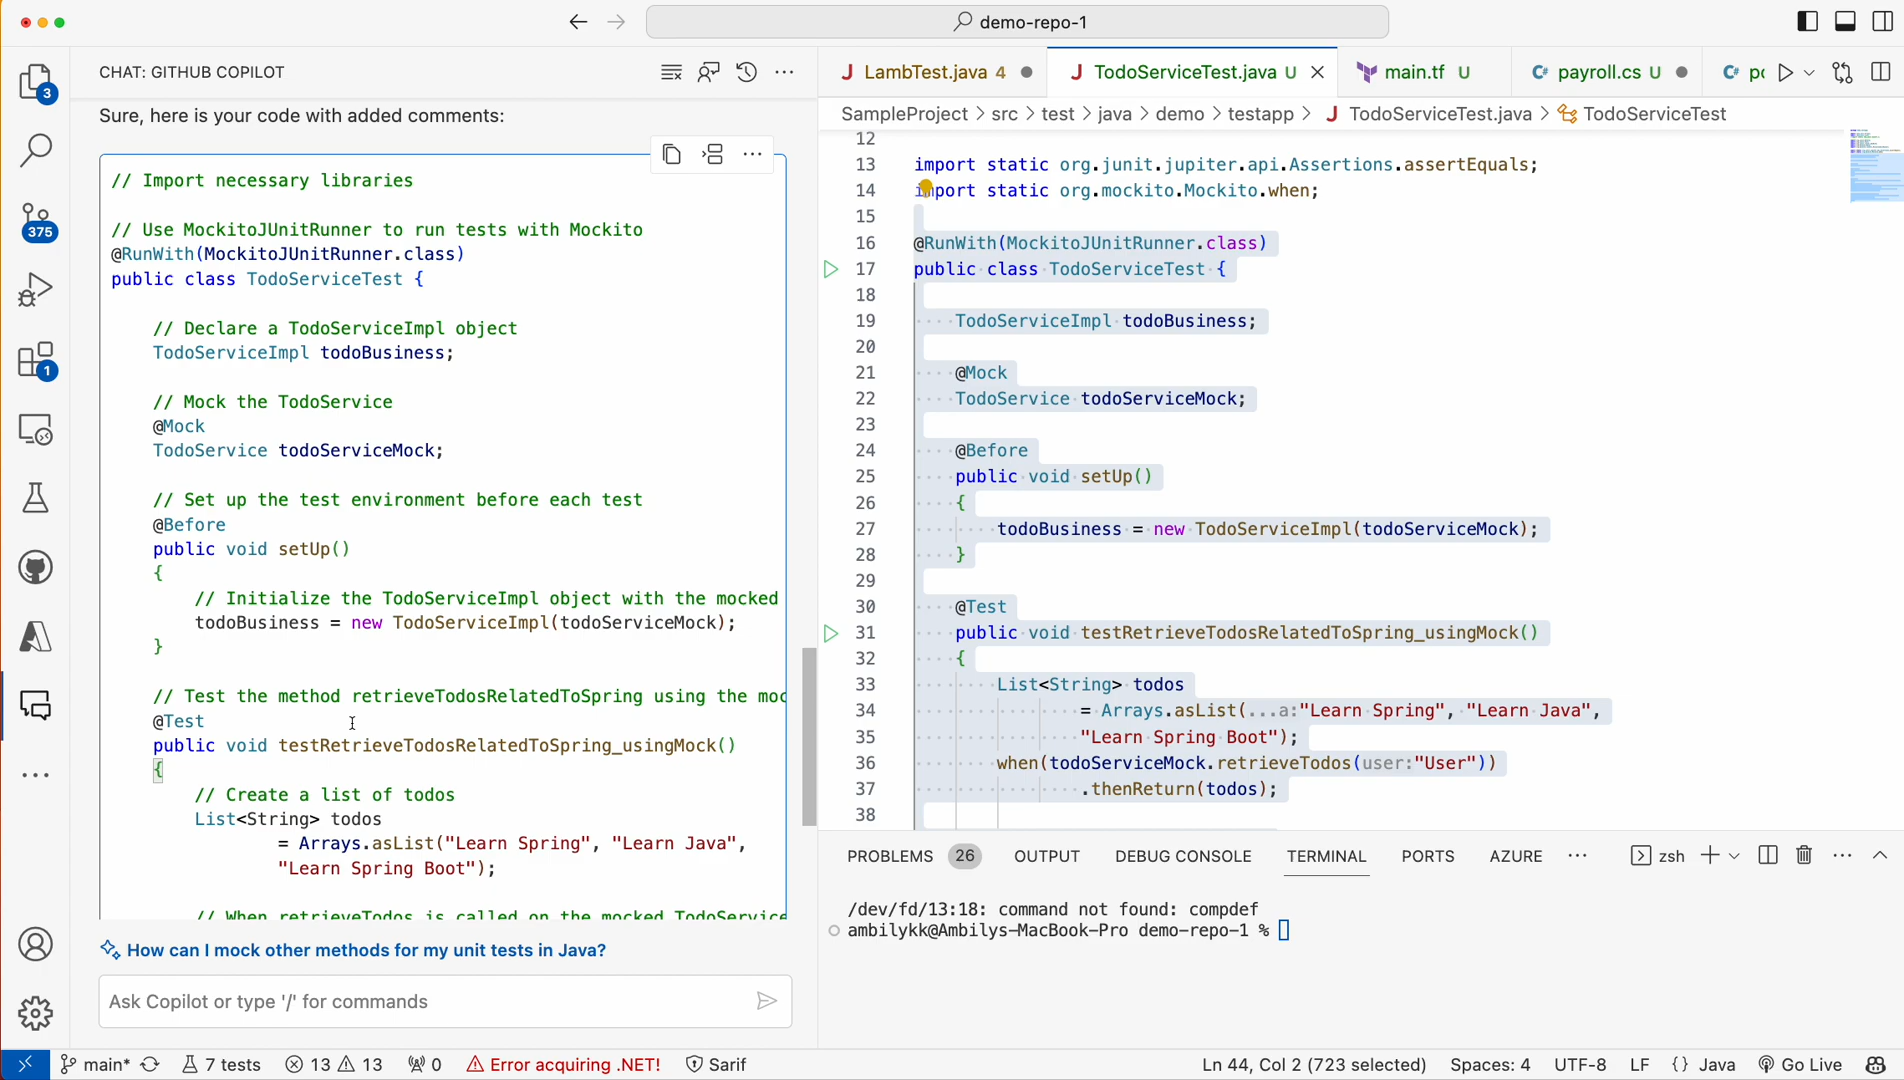 demo-repo-1
CHAT: GITHUB COPILOT
LambTest.java 4
TodoServiceTest.java U
main.tf U
payroll.cs U
SampleProject > src > test > java > demo > testapp > TodoServiceTest.java > TodoServiceTest
3
375
1
Sure, here is your code with added comments:
// Import necessary libraries
// Use MockitoJUnitRunner to run tests with Mockito
@RunWith(MockitoJUnitRunner.class)
public class TodoServiceTest {
// Declare a TodoServiceImpl object
TodoServiceImpl todoBusiness;
// Mock the TodoService
@Mock
TodoService todoServiceMock;
// Set up the test environment before each test
@Before
public void setUp()
{
// Initialize the TodoServiceImpl object with the mocked
todoBusiness = new TodoServiceImpl(todoServiceMock);
}
// Test the method retrieveTodosRelatedToSpring using the moc
@Test
public void testRetrieveTodosRelatedToSpring_usingMock()
{
// Create a list of todos
List<String> todos
= Arrays.asList("Learn Spring", "Learn Java",
"Learn Spring Boot");
// When retrieveTodos is called on the mocked TodoService
How can I mock other methods for my unit tests in Java?
Ask Copilot or type '/' for commands
12
13 import static org.junit.jupiter.api.Assertions.assertEquals;
14 import static org.mockito.Mockito.when;
15
16 @RunWith(MockitoJUnitRunner.class)
17 public class TodoServiceTest {
18
19 TodoServiceImpl todoBusiness;
20
21 @Mock
22 TodoService todoServiceMock;
23
24 @Before
25 public void setUp()
26 {
27 todoBusiness = new TodoServiceImpl(todoServiceMock);
28 }
29
30 @Test
31 public void testRetrieveTodosRelatedToSpring_usingMock()
32 {
33 List<String> todos
34 = Arrays.asList(...a:"Learn Spring", "Learn Java",
35 "Learn Spring Boot");
36 when(todoServiceMock.retrieveTodos(user:"User"))
37 .thenReturn(todos);
38
PROBLEMS 26 OUTPUT DEBUG CONSOLE TERMINAL PORTS AZURE
zsh
/dev/fd/13:18: command not found: compdef
ambilykk@Ambilys-MacBook-Pro demo-repo-1 %
main* 7 tests 13 13 0 Error acquiring .NET! Sarif
Ln 44, Col 2 (723 selected) Spaces: 4 UTF-8 LF {} Java Go Live